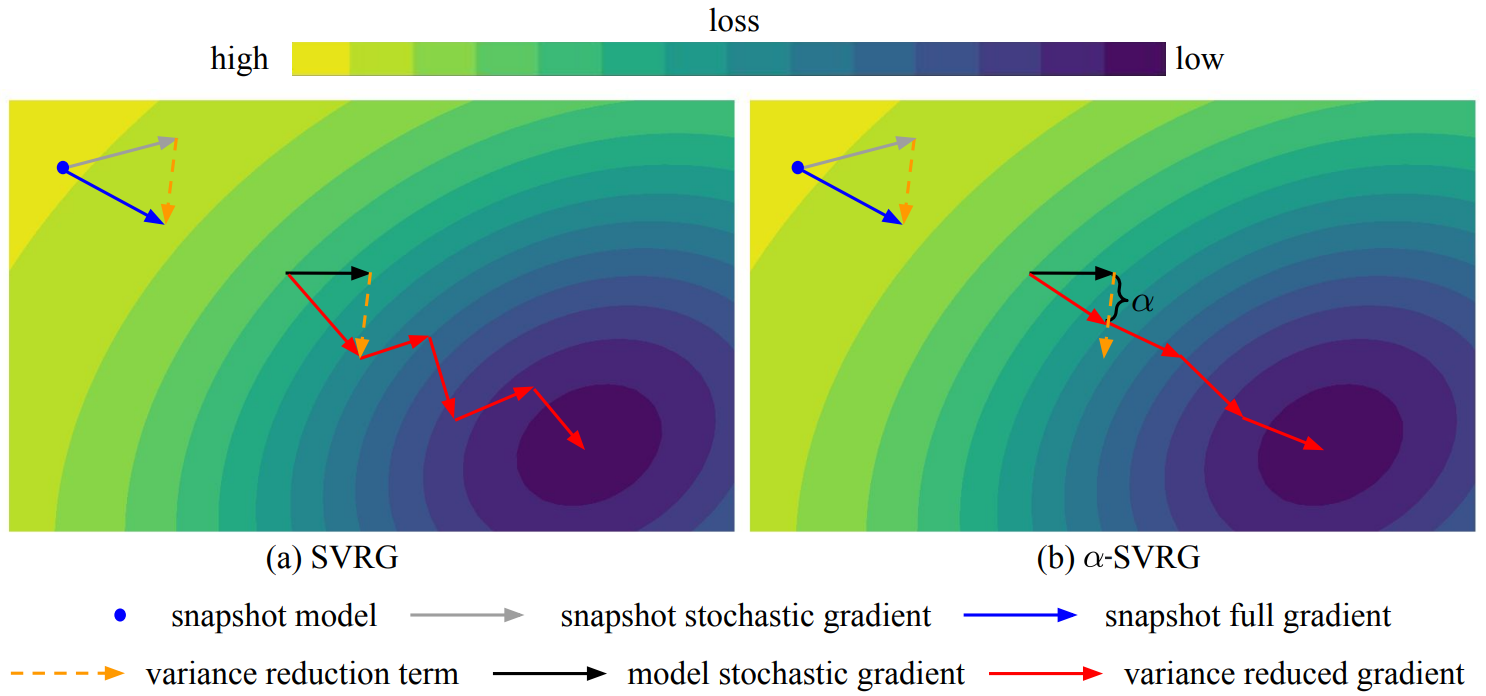 loss
high low
α
(a) SVRG (b) α-SVRG
snapshot model snapshot stochastic gradient snapshot full gradient
variance reduction term model stochastic gradient variance reduced gradient